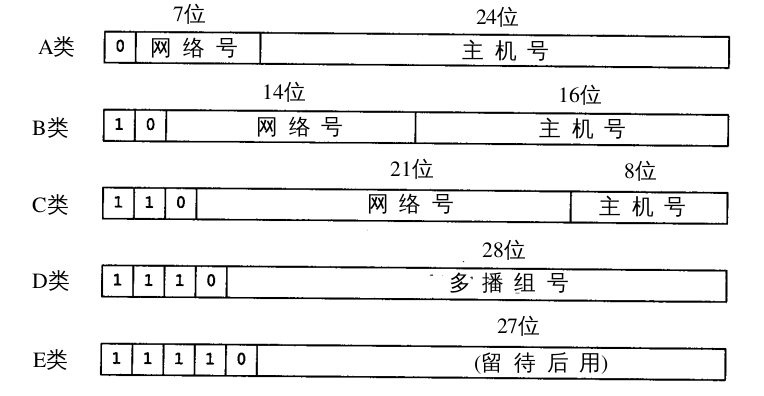 7位 24位
A类 0 网络号 主机号
14位 16位
B类 1 0 网络号 主机号
21位 8位
C类 1 1 0 网络号 主机号
28位
D类 1 1 1 0 多播组号
27位
E类 1 1 1 1 0 (留待后用)